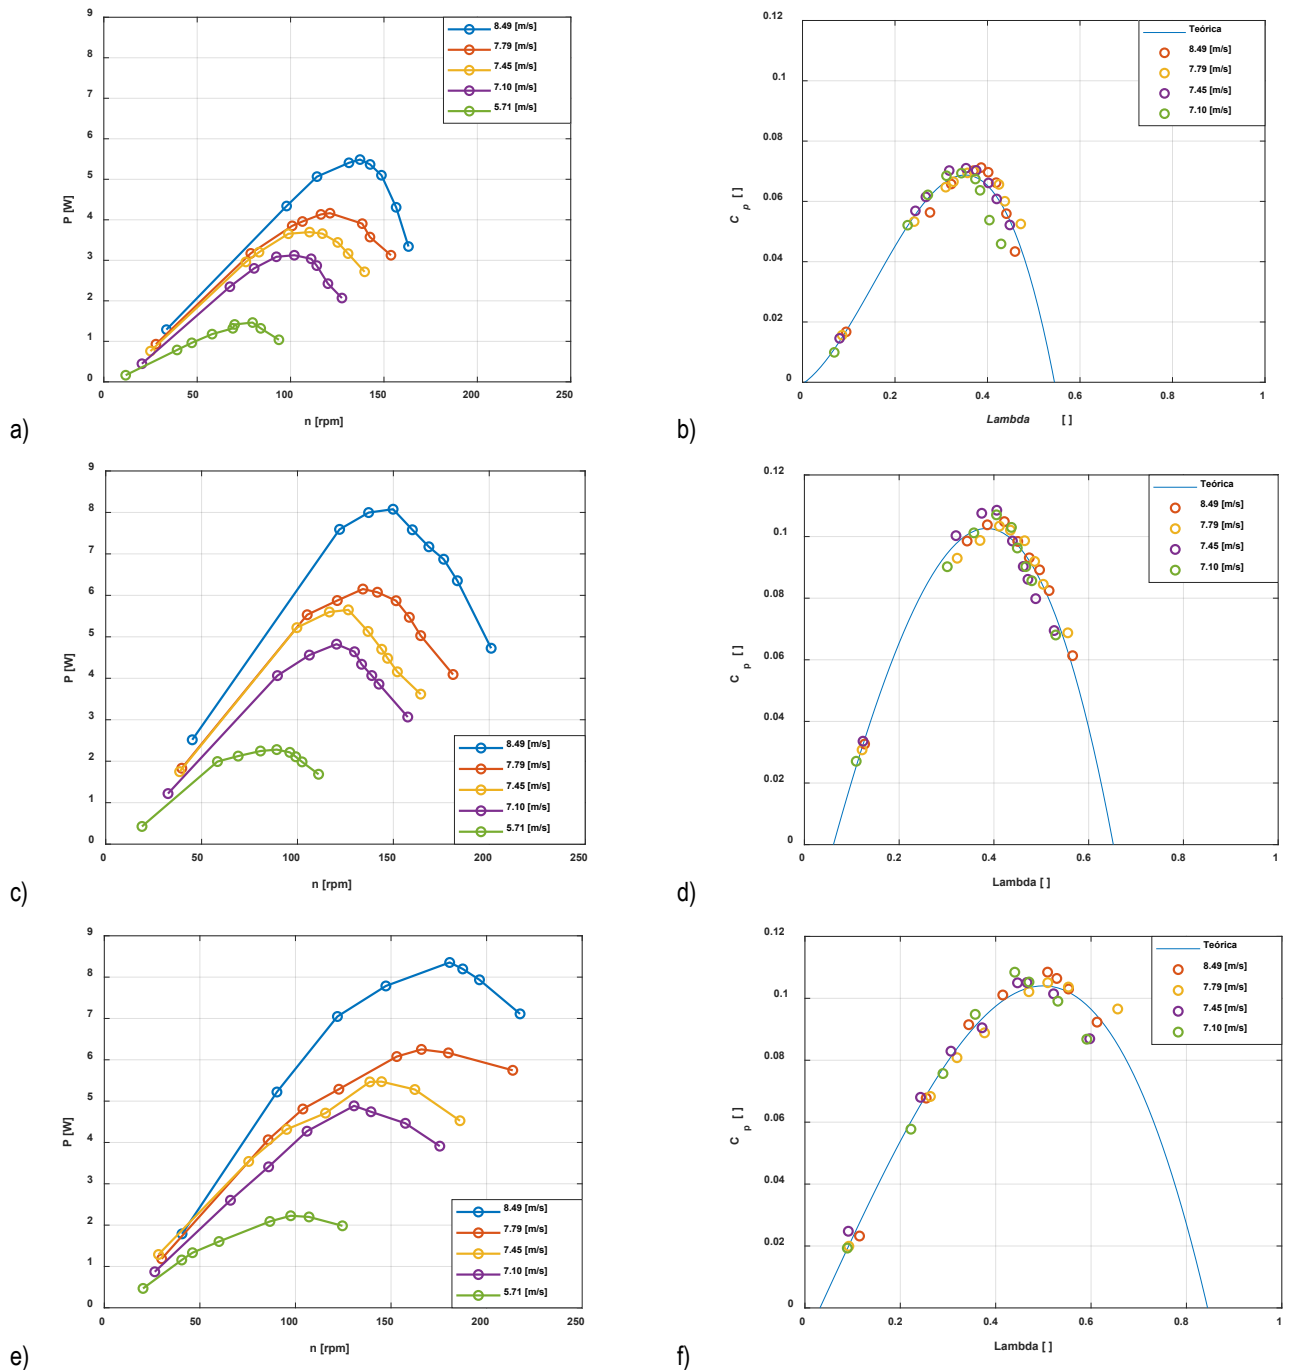 9
8
7
6
5
4
3
2
1
0
P [W]
0 50 100 150 200 250
n [rpm]
8.49 [m/s]
7.79 [m/s]
7.45 [m/s]
7.10 [m/s]
5.71 [m/s]
a)
0.12
0.1
0.08
0.06
0.04
0.02
0
C p [ ]
0 0.2 0.4 0.6 0.8 1
Lambda [ ]
Teórica
8.49 [m/s]
7.79 [m/s]
7.45 [m/s]
7.10 [m/s]
b)
9
8
7
6
5
4
3
2
1
0
P [W]
0 50 100 150 200 250
n [rpm]
8.49 [m/s]
7.79 [m/s]
7.45 [m/s]
7.10 [m/s]
5.71 [m/s]
c)
0.12
0.1
0.08
0.06
0.04
0.02
0
C p [ ]
0 0.2 0.4 0.6 0.8 1
Lambda [ ]
Teórica
8.49 [m/s]
7.79 [m/s]
7.45 [m/s]
7.10 [m/s]
d)
9
8
7
6
5
4
3
2
1
0
P [W]
0 50 100 150 200 250
n [rpm]
8.49 [m/s]
7.79 [m/s]
7.45 [m/s]
7.10 [m/s]
5.71 [m/s]
e)
0.12
0.1
0.08
0.06
0.04
0.02
0
C p [ ]
0 0.2 0.4 0.6 0.8 1
Lambda [ ]
Teórica
8.49 [m/s]
7.79 [m/s]
7.45 [m/s]
7.10 [m/s]
f)